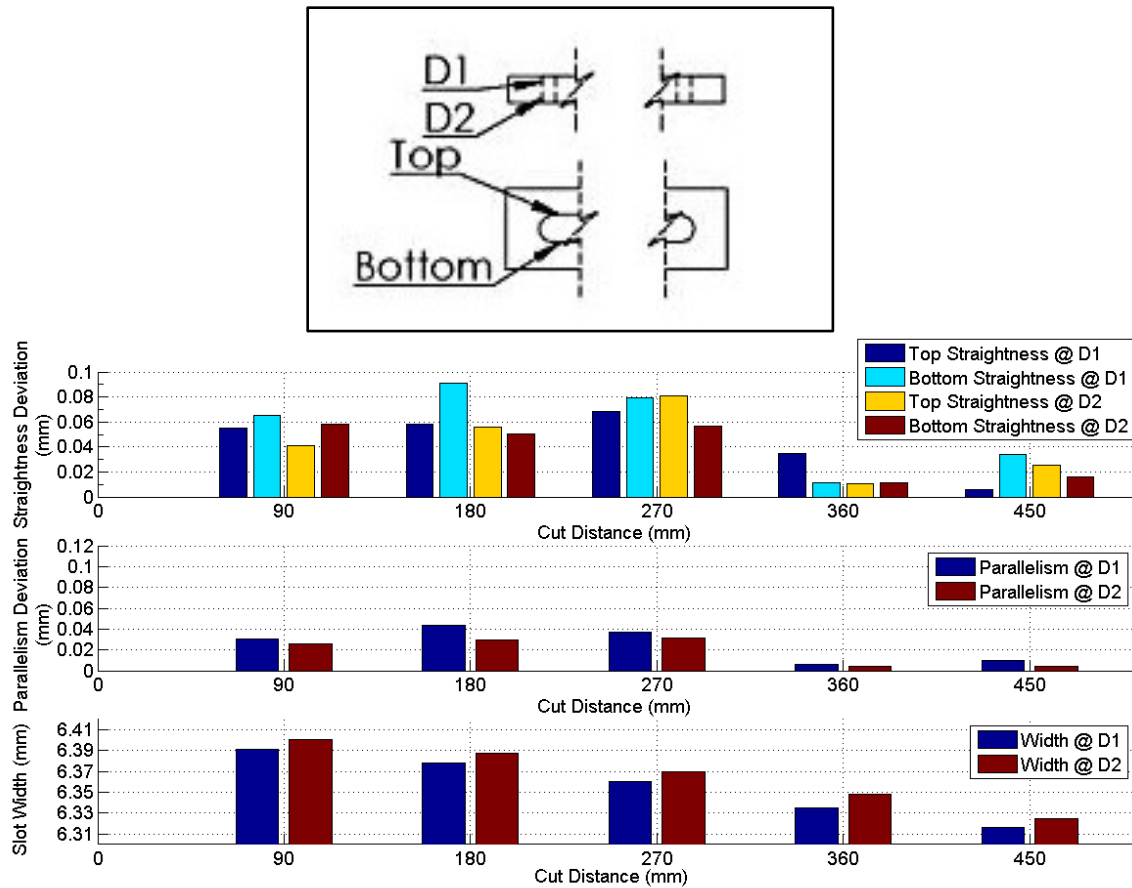 D1
D2
Top
Bottom
Straightness Deviation
(mm)
0.1
0.08
0.06
0.04
0.02
0
Top Straightness @ D1
Bottom Straightness @ D1
Top Straightness @ D2
Bottom Straightness @ D2
0 90 180 270 360 450
Cut Distance (mm)
Parallelism Deviation
(mm)
0.12
0.1
0.08
0.06
0.04
0.02
0
Parallelism @ D1
Parallelism @ D2
0 90 180 270 360 450
Cut Distance (mm)
Slot Width (mm)
6.41
6.39
6.37
6.35
6.33
6.31
Width @ D1
Width @ D2
0 90 180 270 360 450
Cut Distance (mm)